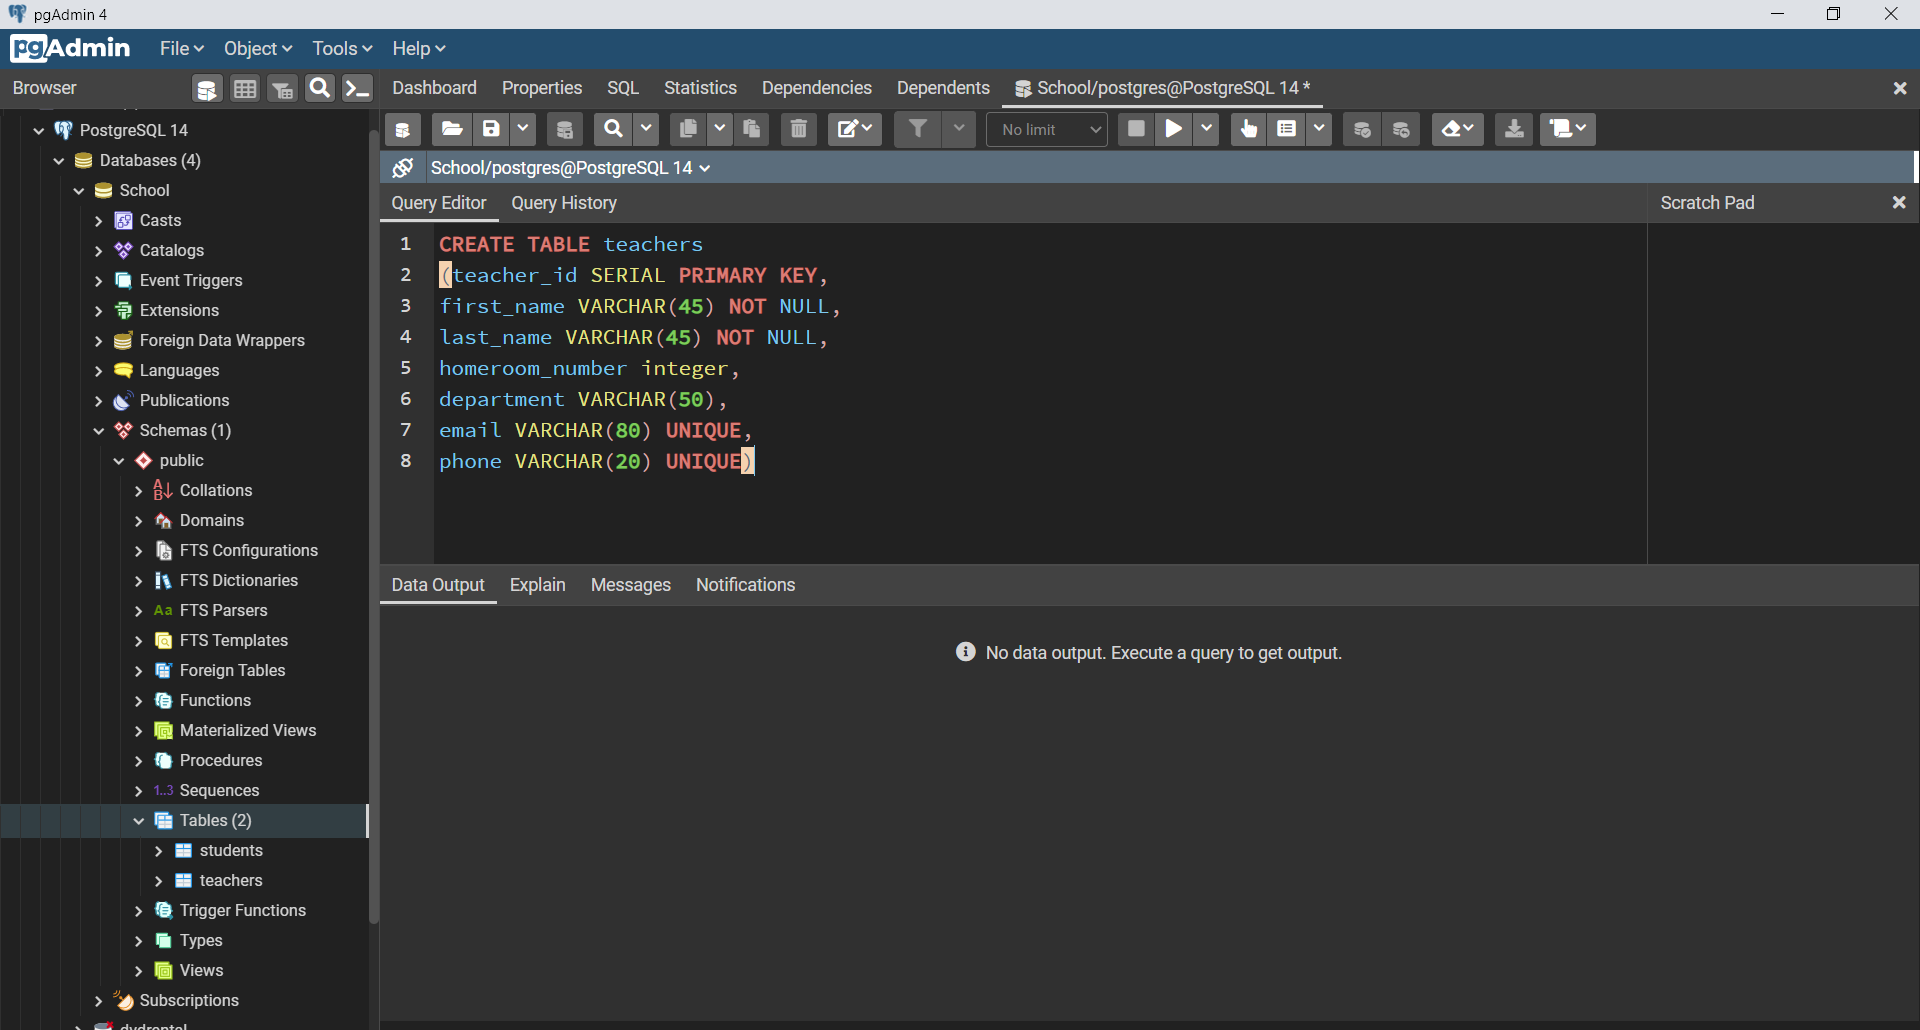 pgAdmin 4
pgAdmin File Object Tools Help
Browser Dashboard Properties SQL Statistics Dependencies Dependents School/postgres@PostgreSQL 14 *
No limit
School/postgres@PostgreSQL 14
Query Editor Query History Scratch Pad
1 CREATE TABLE teachers
2 (teacher_id SERIAL PRIMARY KEY,
3 first_name VARCHAR(45) NOT NULL,
4 last_name VARCHAR(45) NOT NULL,
5 homeroom_number integer,
6 department VARCHAR(50),
7 email VARCHAR(80) UNIQUE,
8 phone VARCHAR(20) UNIQUE)
Data Output Explain Messages Notifications
No data output. Execute a query to get output.
PostgreSQL 14
Databases (4)
School
Casts
Catalogs
Event Triggers
Extensions
Foreign Data Wrappers
Languages
Publications
Schemas (1)
public
Collations
Domains
FTS Configurations
FTS Dictionaries
Aa FTS Parsers
FTS Templates
Foreign Tables
Functions
Materialized Views
Procedures
1..3 Sequences
Tables (2)
students
teachers
Trigger Functions
Types
Views
Subscriptions
dvdrental